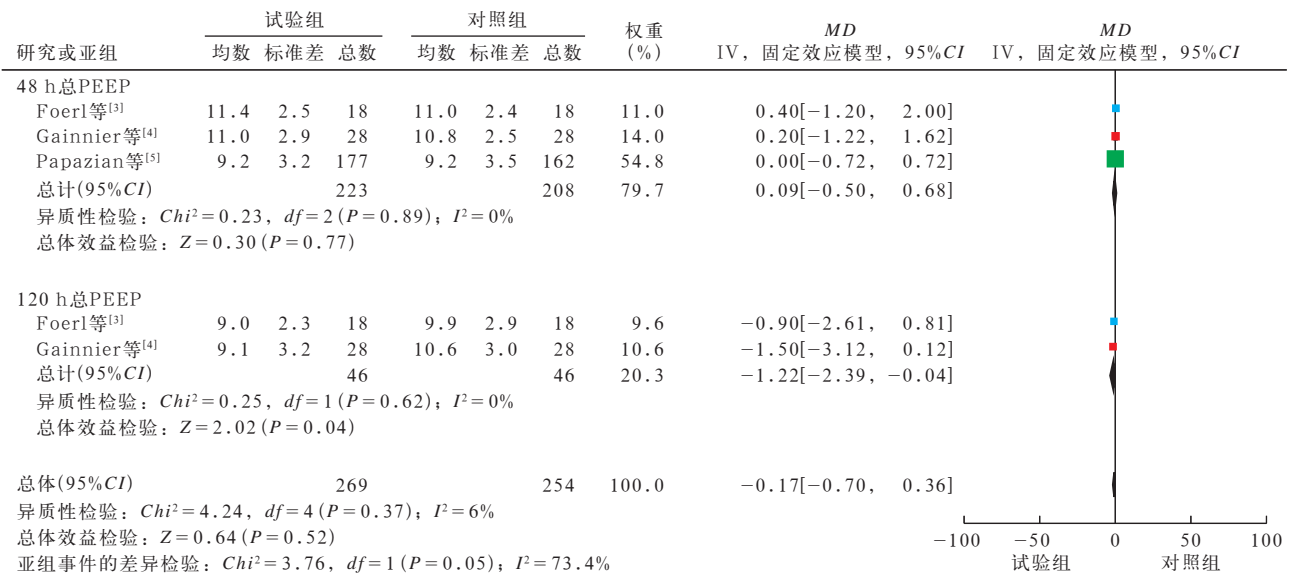 试验组 对照组 权重 MD MD
研究或亚组 均数 标准差 总数 均数 标准差 总数 (%) IV,固定效应模型,95%CI IV,固定效应模型,95%CI
48 h总PEEP
Foerl等[3] 11.4 2.5 18 11.0 2.4 18 11.0 0.40[−1.20, 2.00]
Gainnier等[4] 11.0 2.9 28 10.8 2.5 28 14.0 0.20[−1.22, 1.62]
Papazian等[5] 9.2 3.2 177 9.2 3.5 162 54.8 0.00[−0.72, 0.72]
总计(95%CI) 223 208 79.7 0.09[−0.50, 0.68]
异质性检验:Chi²=0.23, df=2(P=0.89);I²=0%
总体效益检验:Z=0.30(P=0.77)
120 h总PEEP
Foerl等[3] 9.0 2.3 18 9.9 2.9 18 9.6 −0.90[−2.61, 0.81]
Gainnier等[4] 9.1 3.2 28 10.6 3.0 28 10.6 −1.50[−3.12, 0.12]
总计(95%CI) 46 46 20.3 −1.22[−2.39, −0.04]
异质性检验:Chi²=0.25, df=1(P=0.62);I²=0%
总体效益检验:Z=2.02(P=0.04)
总体(95%CI) 269 254 100.0 −0.17[−0.70, 0.36]
异质性检验:Chi²=4.24, df=4(P=0.37);I²=6%
总体效益检验:Z=0.64(P=0.52)
亚组事件的差异检验:Chi²=3.76, df=1(P=0.05);I²=73.4%
−100 −50 0 50 100
试验组 对照组